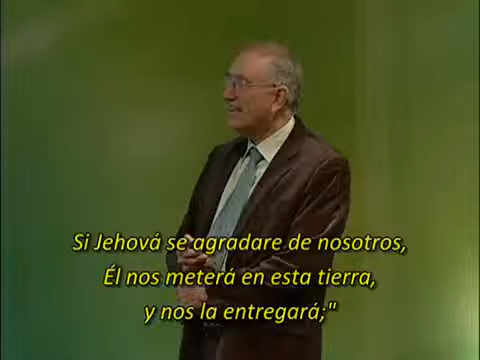 Si Jehová se agradare de nosotros,
Él nos meterá en esta tierra,
y nos la entregará;"